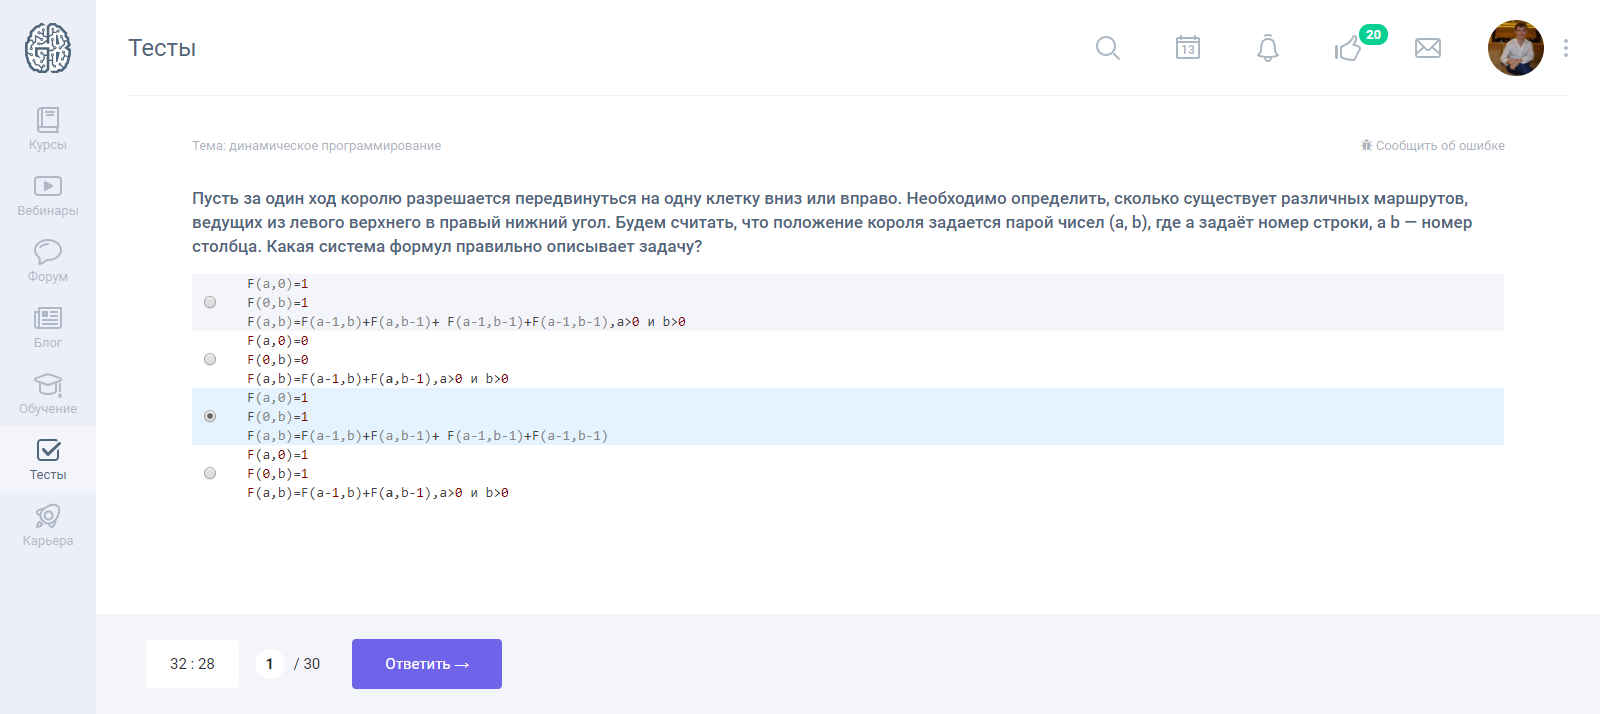 Тесты
13
20
Курсы
Вебинары
Форум
Блог
Обучение
Тесты
Карьера
Тема: динамическое программирование
Сообщить об ошибке
Пусть за один ход королю разрешается передвинуться на одну клетку вниз или вправо. Необходимо определить, сколько существует различных маршрутов,
ведущих из левого верхнего в правый нижний угол. Будем считать, что положение короля задается парой чисел (a, b), где a задаёт номер строки, а b — номер
столбца. Какая система формул правильно описывает задачу?
F(a,0)=1
F(0,b)=1
F(a,b)=F(a-1,b)+F(a,b-1)+ F(a-1,b-1)+F(a-1,b-1),a>0 и b>0
F(a,0)=0
F(0,b)=0
F(a,b)=F(a-1,b)+F(a,b-1),a>0 и b>0
F(a,0)=1
F(0,b)=1
F(a,b)=F(a-1,b)+F(a,b-1)+ F(a-1,b-1)+F(a-1,b-1)
F(a,0)=1
F(0,b)=1
F(a,b)=F(a-1,b)+F(a,b-1),a>0 и b>0
32 : 28
1 / 30
Ответить →